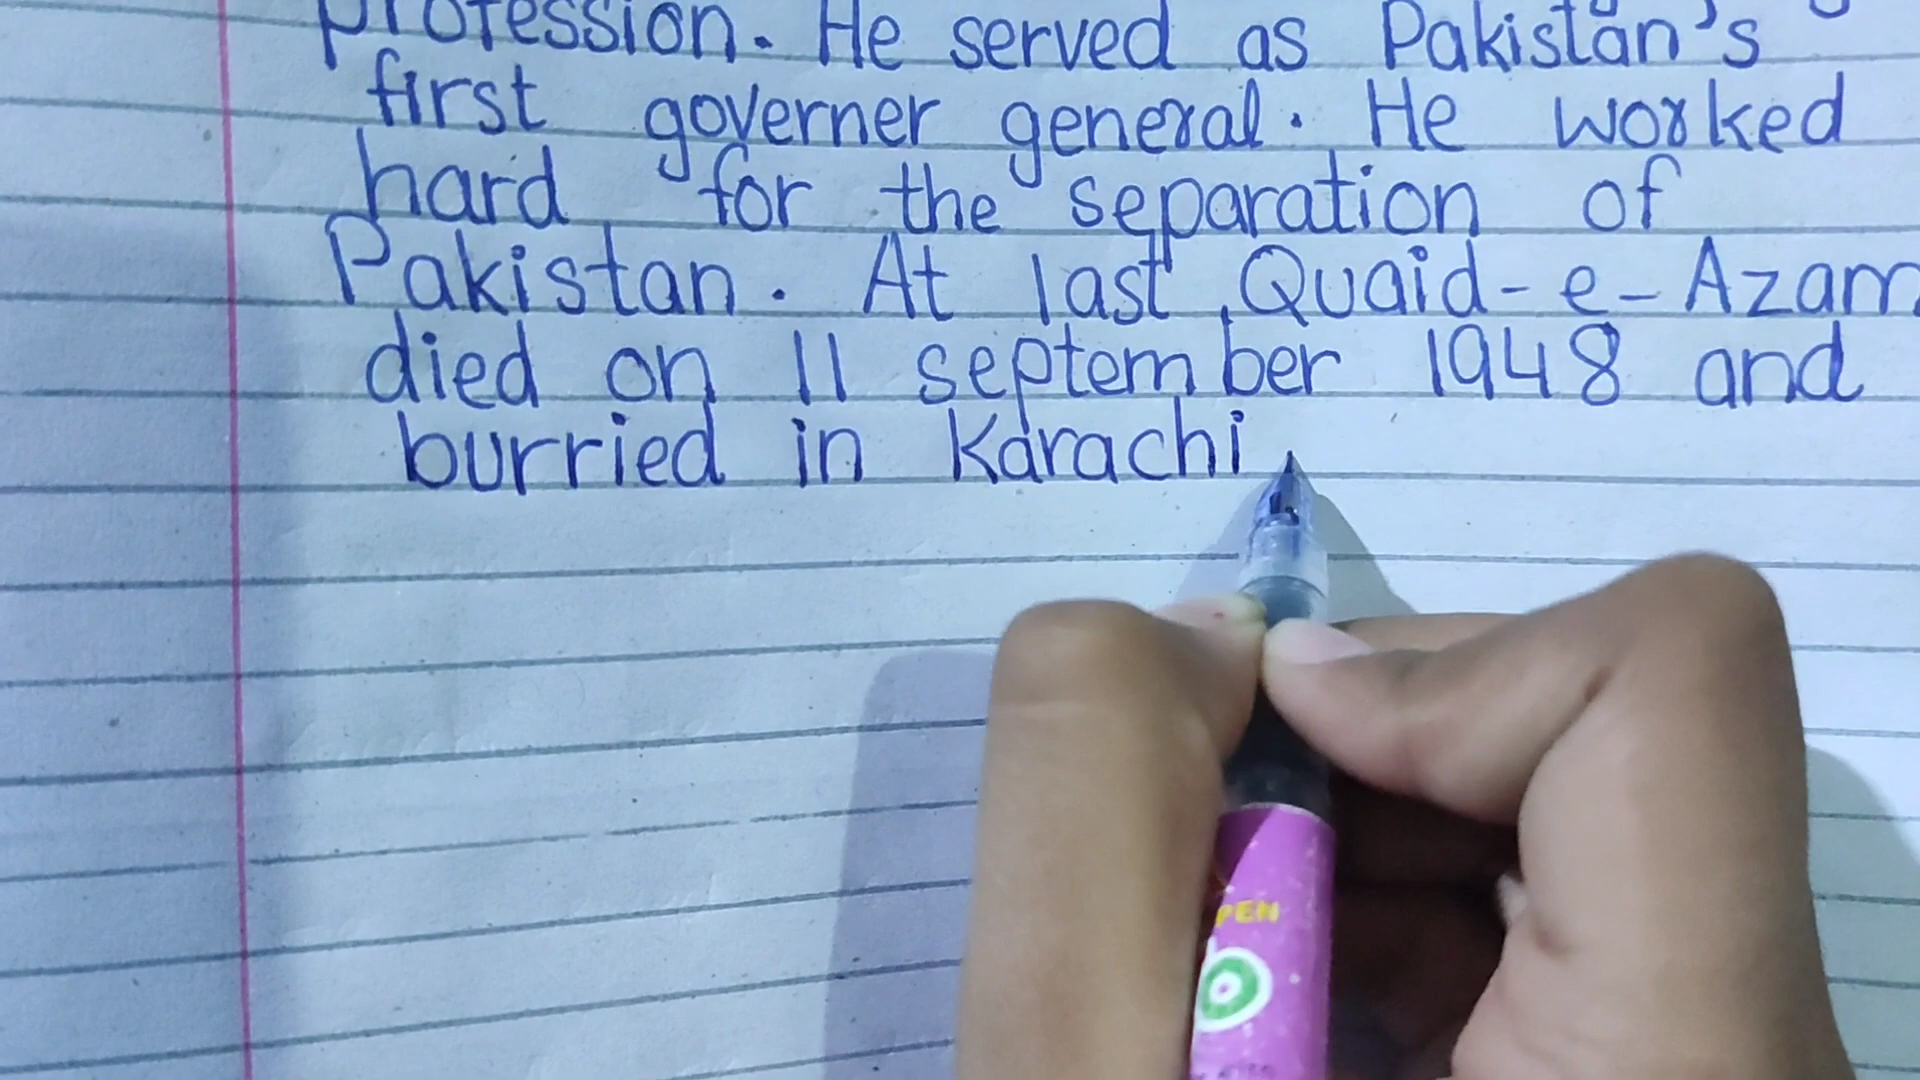 profession. He served as Pakistan's
first governer general. He worked
hard for the separation of
Pakistan. At last, Quaid-e-Azam
died on 11 september 1948 and
burried in Karachi
PEN